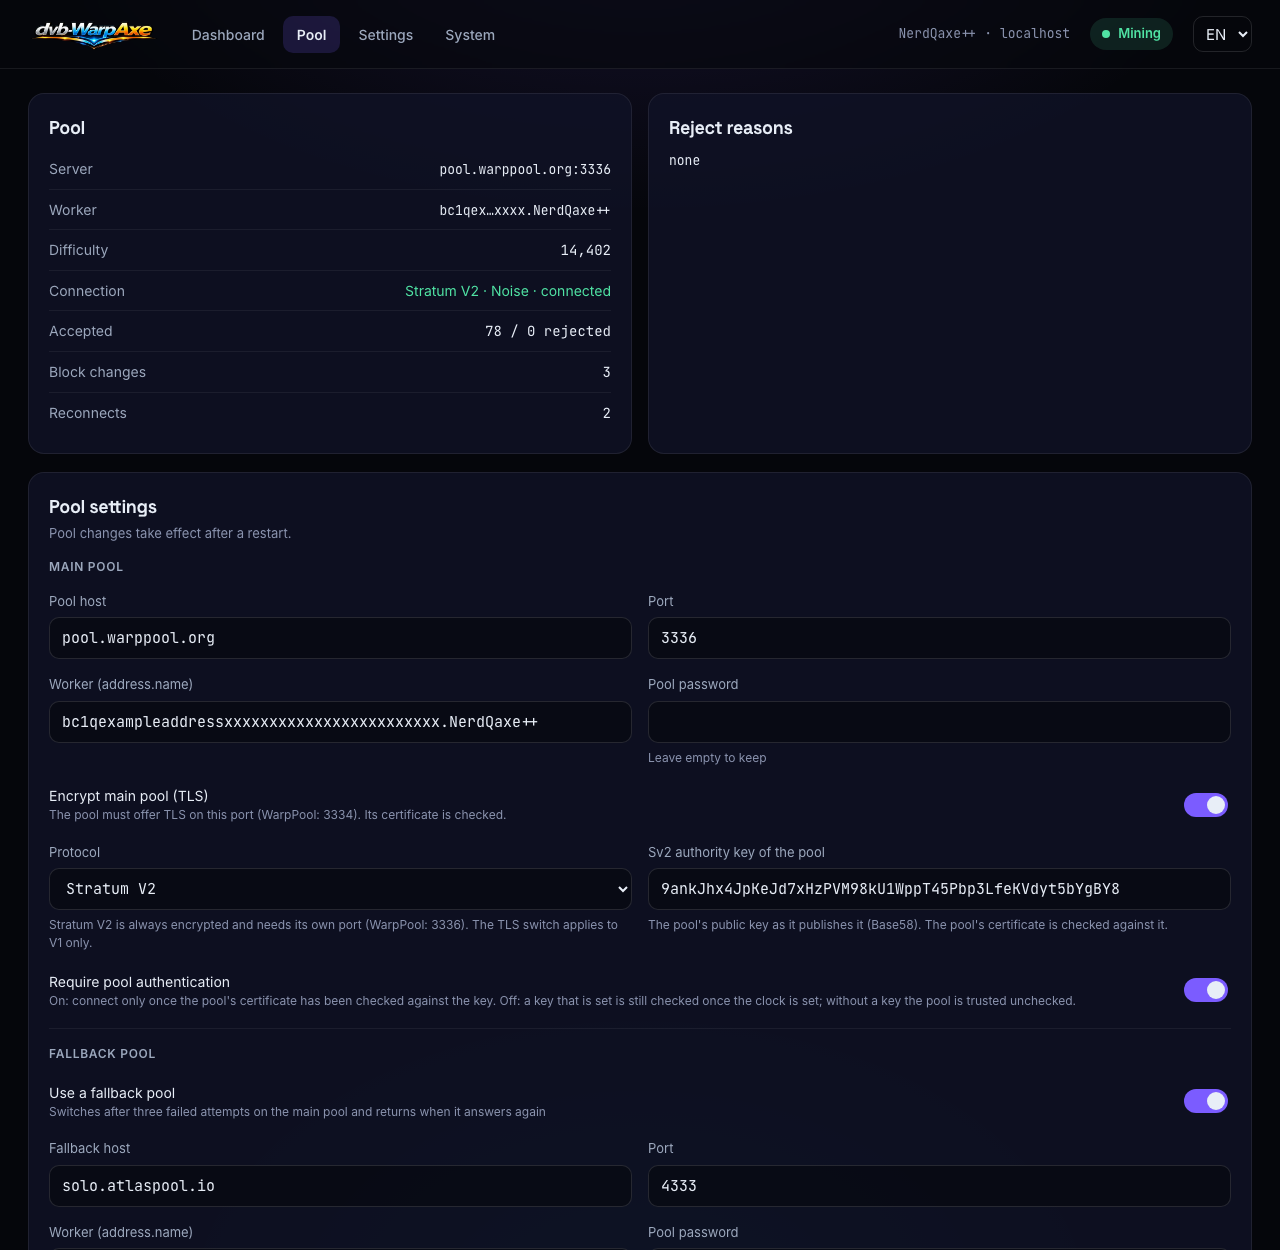 dvb-WarpAxe
Dashboard
Pool
Settings
System
NerdQaxe++ · localhost
Mining
EN
Pool
Server
pool.warppool.org:3336
Worker
bc1qex…xxxx.NerdQaxe++
Difficulty
14,402
Connection
Stratum V2 · Noise · connected
Accepted
78 / 0 rejected
Block changes
3
Reconnects
2
Reject reasons
none
Pool settings
Pool changes take effect after a restart.
MAIN POOL
Pool host
Port
pool.warppool.org
3336
Worker (address.name)
Pool password
bc1qexampleaddressxxxxxxxxxxxxxxxxxxxxxxxx.NerdQaxe++
Leave empty to keep
Encrypt main pool (TLS)
The pool must offer TLS on this port (WarpPool: 3334). Its certificate is checked.
Protocol
Sv2 authority key of the pool
Stratum V2
9ankJhx4JpKeJd7xHzPVM98kU1WppT45Pbp3LfeKVdyt5bYgBY8
Stratum V2 is always encrypted and needs its own port (WarpPool: 3336). The TLS switch applies to
V1 only.
The pool's public key as it publishes it (Base58). The pool's certificate is checked against it.
Require pool authentication
On: connect only once the pool's certificate has been checked against the key. Off: a key that is set is still checked once the clock is set; without a key the pool is trusted unchecked.
FALLBACK POOL
Use a fallback pool
Switches after three failed attempts on the main pool and returns when it answers again
Fallback host
Port
solo.atlaspool.io
4333
Worker (address.name)
Pool password